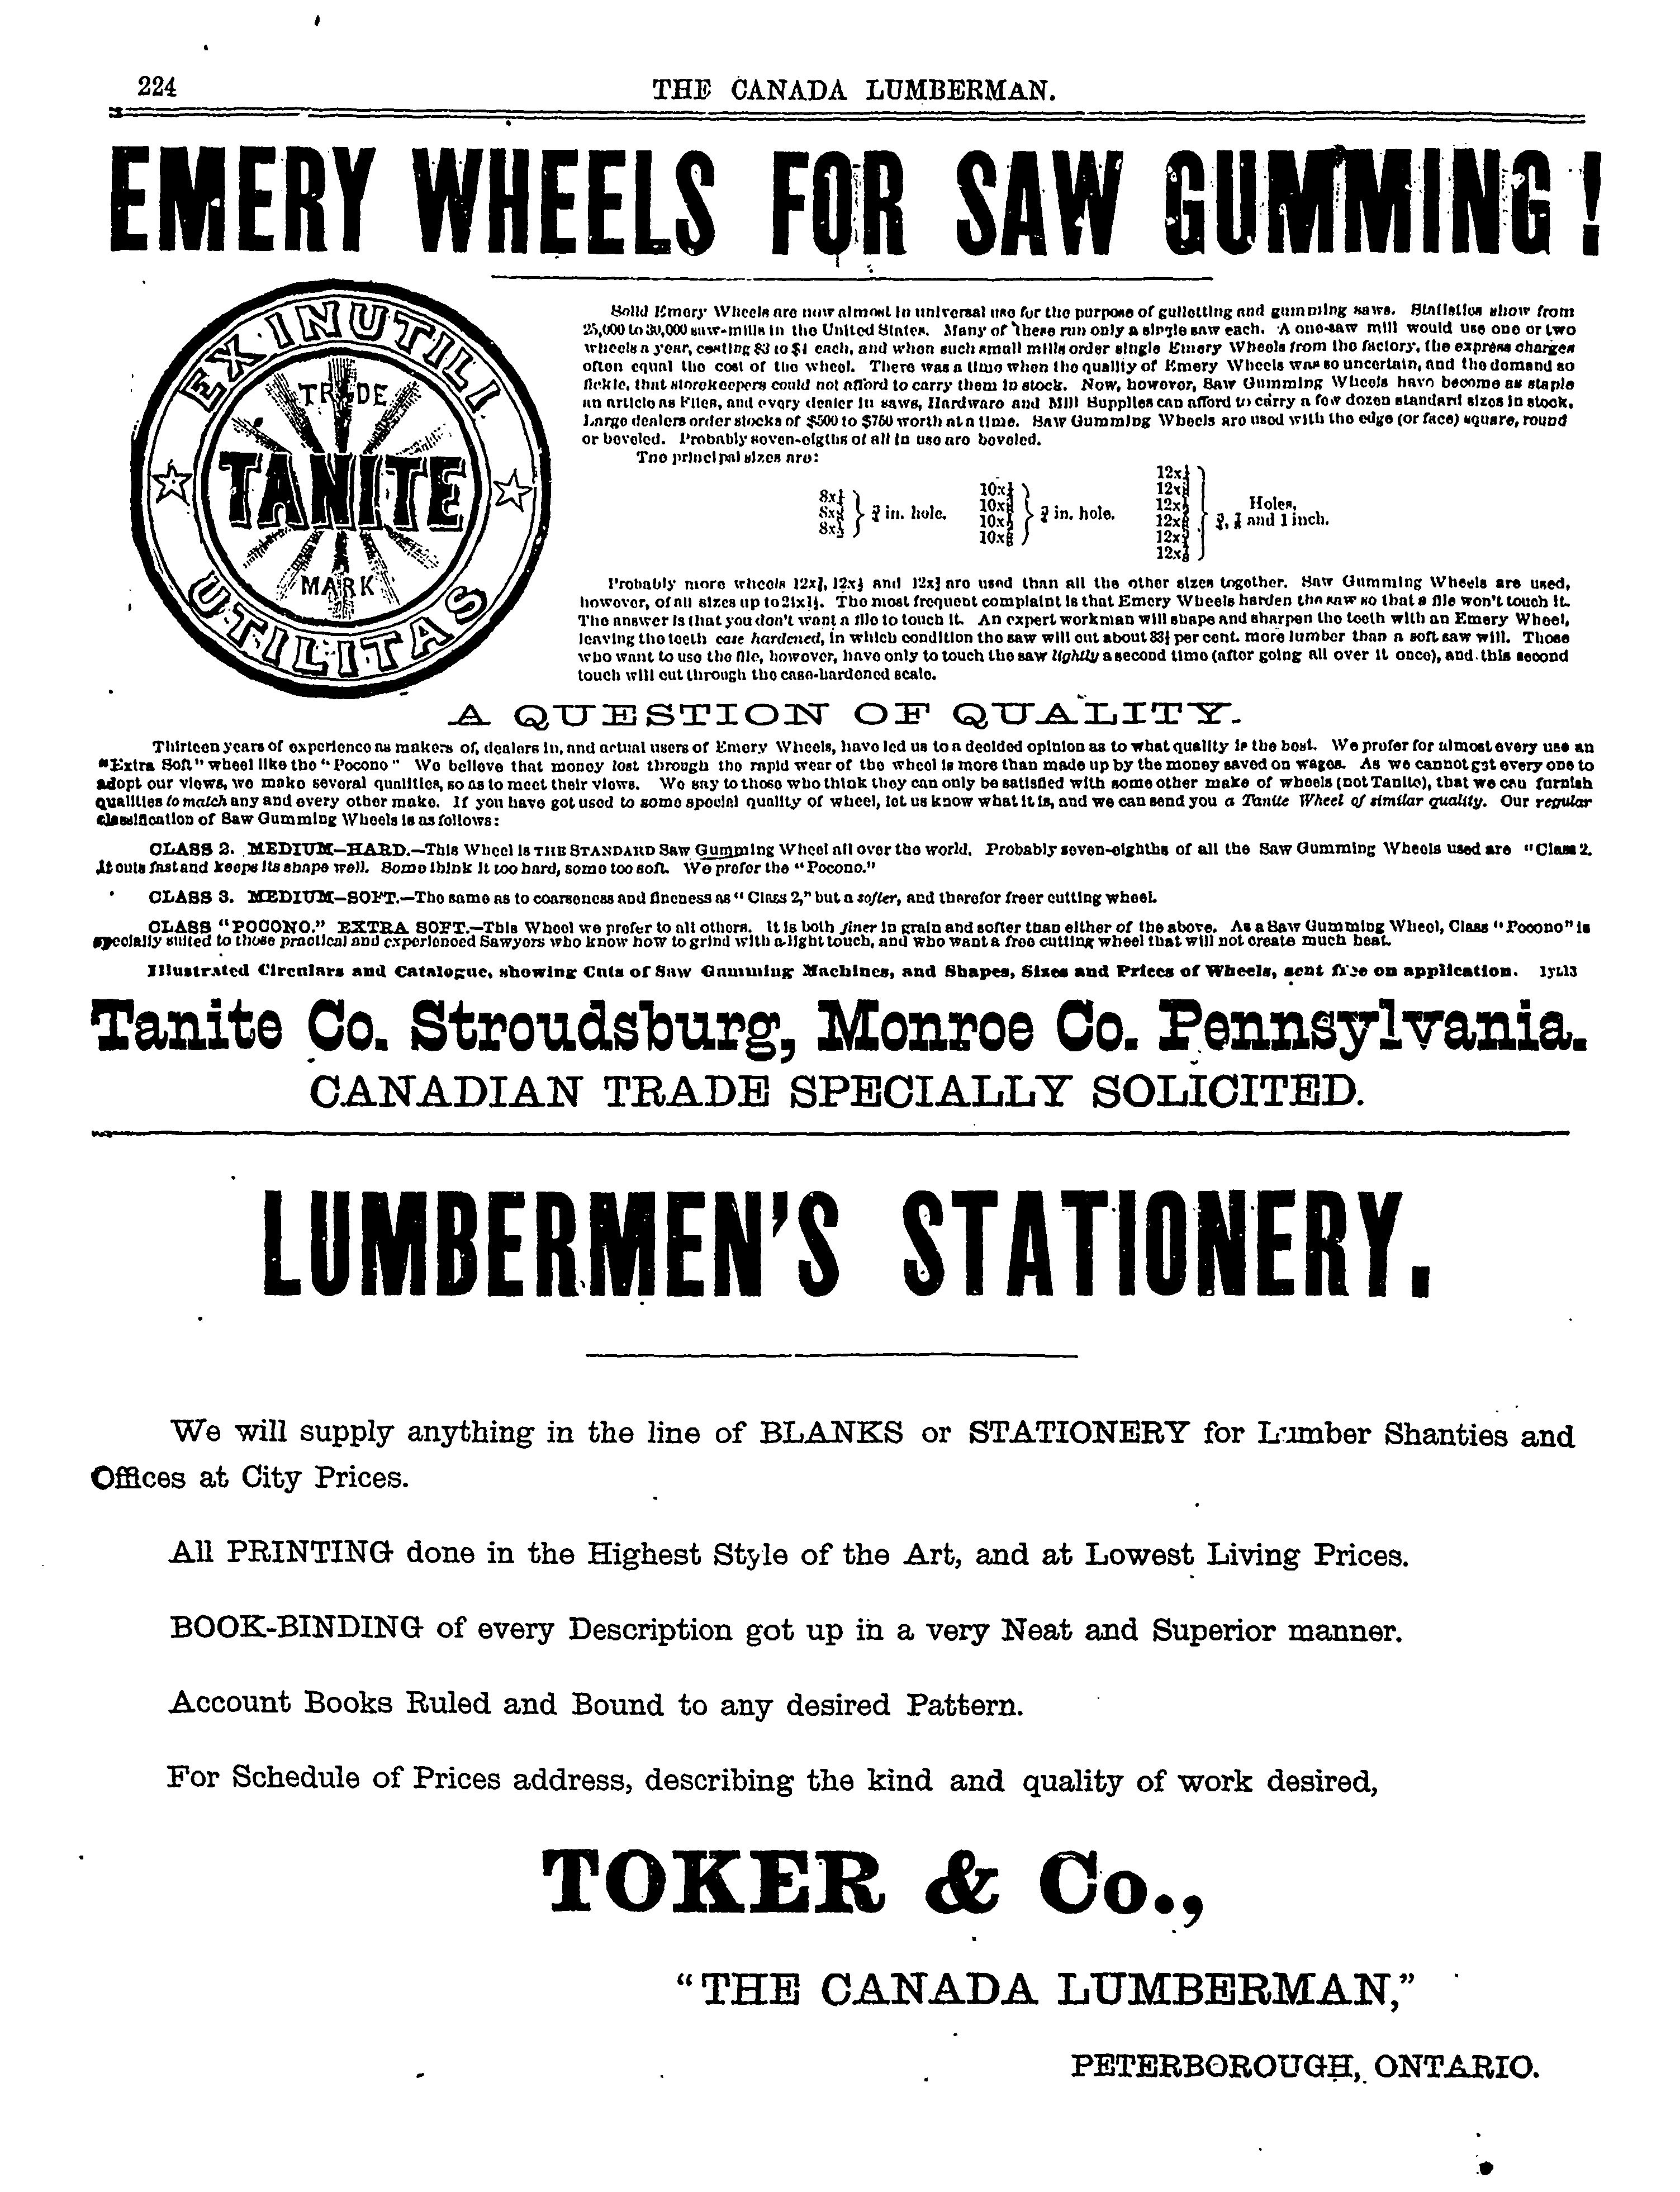 224
THE CANADA LUMBERMAN.
EMERY WHEELS FOR SAW GUMMING!
EX INUTILI
TRADE
TANITE
MARK
UTILITAS
Solid Emery Wheels are now almost in universal use for the purpose of gulletting and gumming saws. Statistics show from
25,000 to 30,000 saw-mills in the United States. Many of these run only a single saw each. A one-saw mill would use one or two
wheels a year, costing $3 to $4 each, and when such small mills order single Emery Wheels from the factory, the express charges
often equal the cost of the wheel. There was a time when the quality of Emery Wheels was so uncertain, and the demand so
fickle, that storekeepers could not afford to carry them in stock. Now, however, Saw Gumming Wheels have become as staple
an article as Files, and every dealer in saws, Hardware and Mill Supplies can afford to carry a few dozen standard sizes in stock.
Large dealers order stocks of $500 to $750 worth at a time. Saw Gumming Wheels are used with the edge (or face) square, round
or beveled. Probably seven-eigths of all in use are beveled.
The principal sizes are:
in. hole.
in. hole.
Holes,
and 1 inch.
Probably more wheels and are used than all the other sizes together. Saw Gumming Wheels are used,
however, of all sizes up to The most frequent complaint is that Emery Wheels harden the saw so that a file won't touch it.
The answer is that you don't want a file to touch it. An expert workman will shape and sharpen the teeth with an Emery Wheel,
leaving the teeth case hardened, in which condition the saw will cut about 33⅓ per cent. more lumber than a soft saw will. Those
who want to use the file, however, have only to touch the saw lightly a second time (after going all over it once), and this second
touch will cut through the case-hardened scale.
A QUESTION OF QUALITY.
Thirteen years of experience as makers of, dealers in, and actual users of Emery Wheels, have led us to a decided opinion as to what quality is the best. We prefer for almost every use an
"Extra Soft" wheel like the "Pocono" We believe that money lost through the rapid wear of the wheel is more than made up by the money saved on wages. As we cannot get every one to
adopt our views, we make several qualities, so as to meet their views. We say to those who think they can only be satisfied with some other make of wheels (not Tanite), that we can furnish
qualities to match any and every other make. If you have got used to some special quality of wheel, let us know what it is, and we can send you a Tanite Wheel of similar quality. Our regular
classification of Saw Gumming Wheels is as follows:
CLASS 2. MEDIUM—HARD.—This Wheel is THE STANDARD Saw Gumming Wheel all over the world. Probably seven-eighths of all the Saw Gumming Wheels used are "Class 2.
It cuts fast and keeps its shape well. Some think it too hard, some too soft. We prefer the "Pocono."
CLASS 3. MEDIUM—SOFT.—The same as to coarseness and fineness as "Class 2," but a softer, and therefor freer cutting wheel.
CLASS "POCONO." EXTRA SOFT.—This Wheel we prefer to all others. It is both finer in grain and softer than either of the above. As a Saw Gumming Wheel, Class "Pocono" is
specially suited to those practical and experienced Sawyers who know how to grind with a light touch, and who want a free cutting wheel that will not create much heat.
Illustrated Circulars and Catalogue, showing Cuts of Saw Gumming Machines, and Shapes, Sizes and Prices of Wheels, sent free on application. 1yL13
Tanite Co. Stroudsburg, Monroe Co. Pennsylvania.
CANADIAN TRADE SPECIALLY SOLICITED.
LUMBERMEN'S STATIONERY.
We will supply anything in the line of BLANKS or STATIONERY for Lumber Shanties and
Offices at City Prices.
All PRINTING done in the Highest Style of the Art, and at Lowest Living Prices.
BOOK-BINDING of every Description got up in a very Neat and Superior manner.
Account Books Ruled and Bound to any desired Pattern.
For Schedule of Prices address, describing the kind and quality of work desired,
TOKER & Co.,
"THE CANADA LUMBERMAN,"
PETERBOROUGH, ONTARIO.